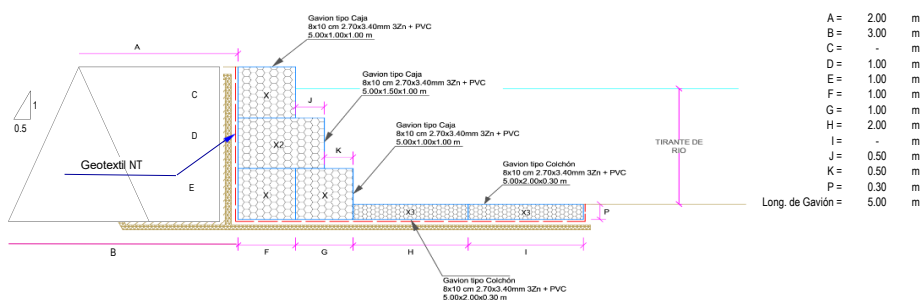 Gavion tipo Caja
8x10 cm 2.70x3.40mm 3Zn + PVC
5.00x1.00x1.00 m
A
Gavion tipo Caja
8x10 cm 2.70x3.40mm 3Zn + PVC
5.00x1.50x1.00 m
C
X
J
1
0.5
Gavion tipo Caja
8x10 cm 2.70x3.40mm 3Zn + PVC
5.00x1.00x1.00 m
D
X2
K
TIRANTE DE
RIO
Geotextil NT
Gavion tipo Colchón
8x10 cm 2.70x3.40mm 3Zn + PVC
5.00x2.00x0.30 m
E
X
X
X3
X3
P
B
F
G
H
I
Gavion tipo Colchón
8x10 cm 2.70x3.40mm 3Zn + PVC
5.00x2.00x0.30 m
A = 2.00 m
B = 3.00 m
C = - m
D = 1.00 m
E = 1.00 m
F = 1.00 m
G = 1.00 m
H = 2.00 m
I = - m
J = 0.50 m
K = 0.50 m
P = 0.30 m
Long. de Gavión = 5.00 m